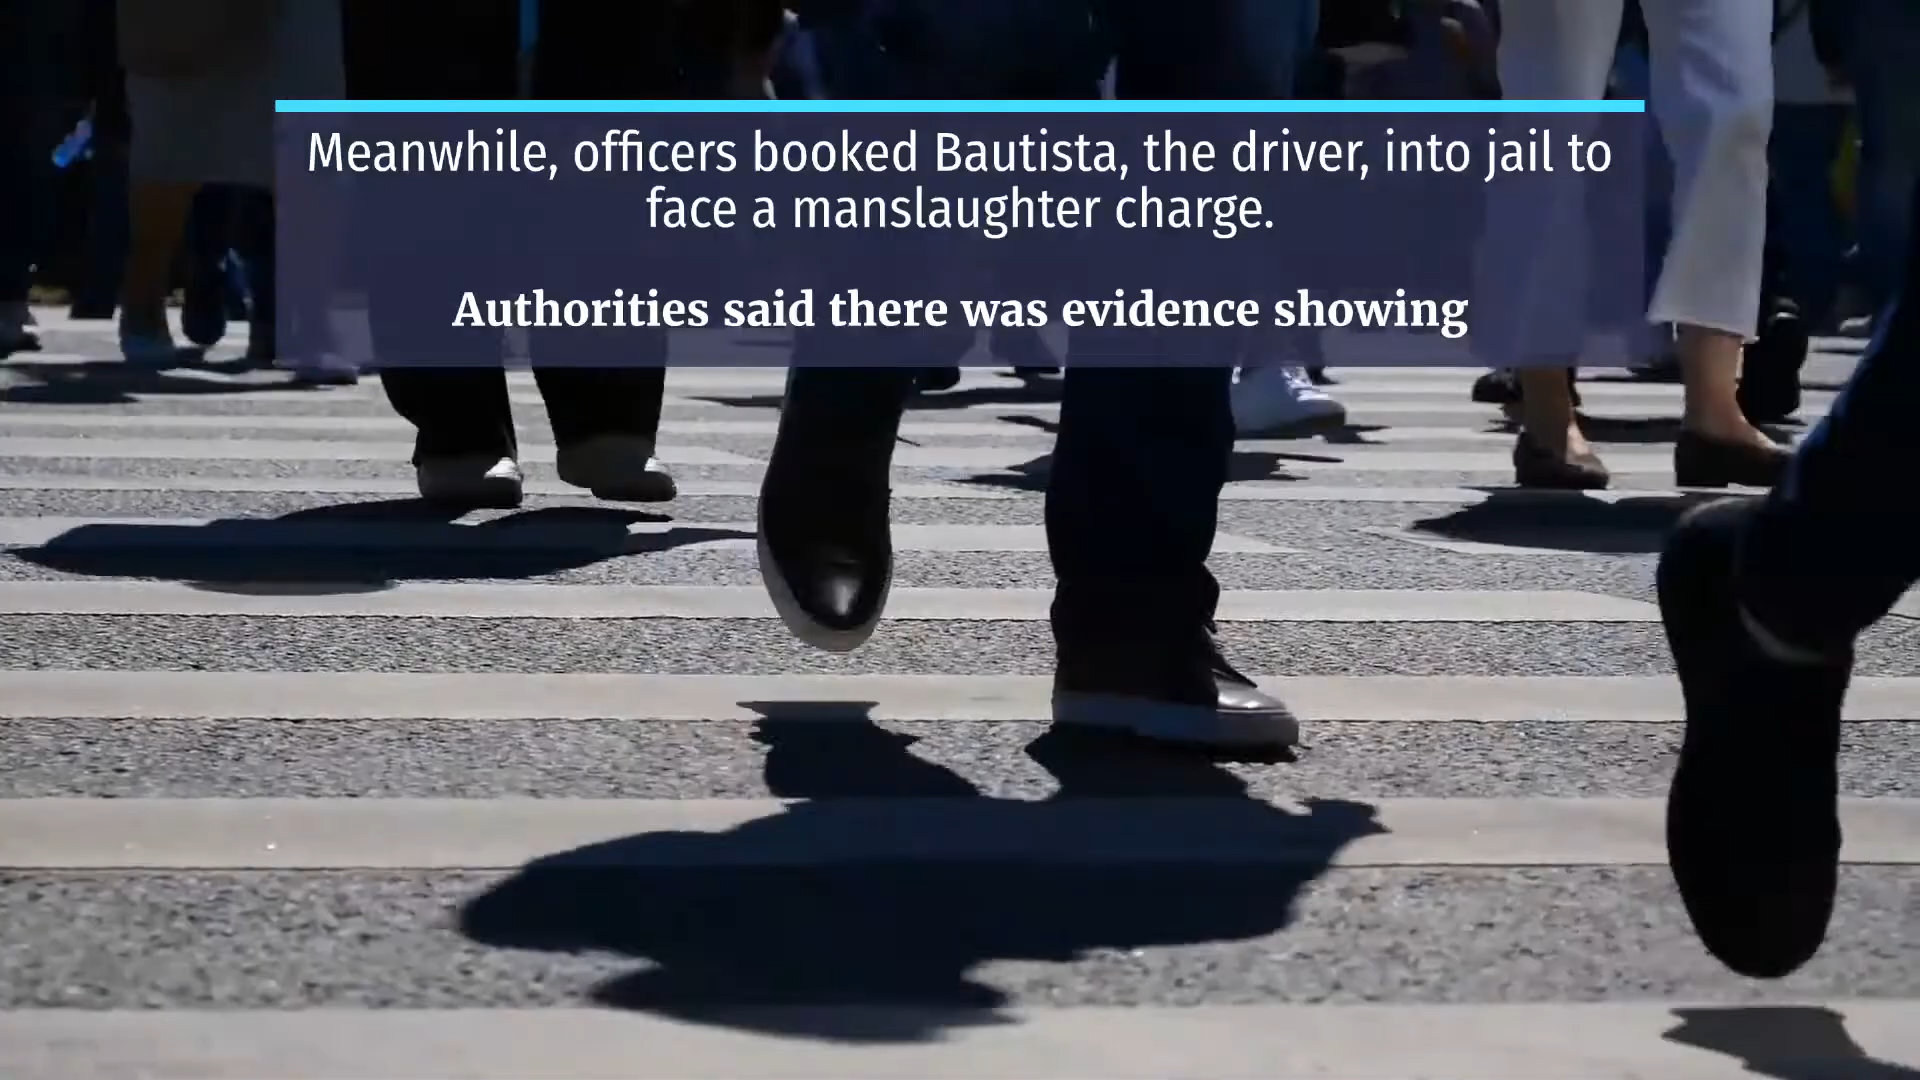 Meanwhile, officers booked Bautista, the driver, into jail to
face a manslaughter charge.
Authorities said there was evidence showing